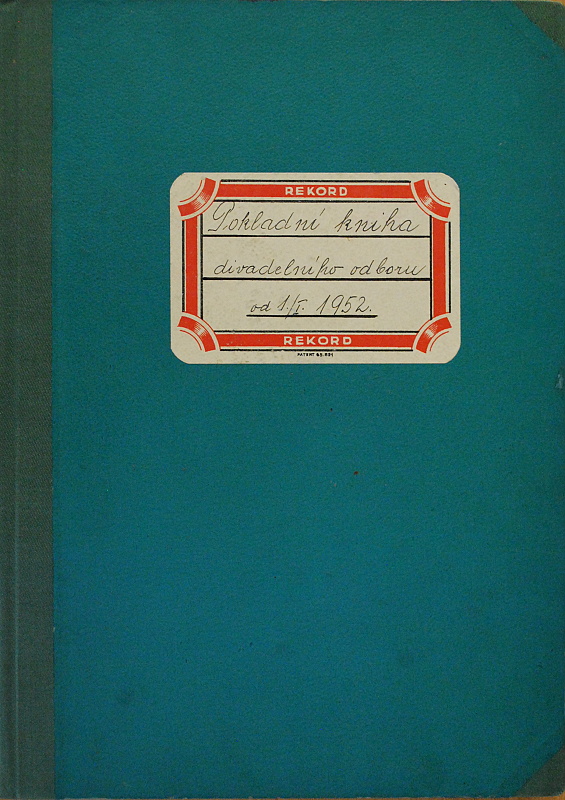 REKORD
Pokladní kniha
divadelního odboru
od 1./I. 1952.
REKORD